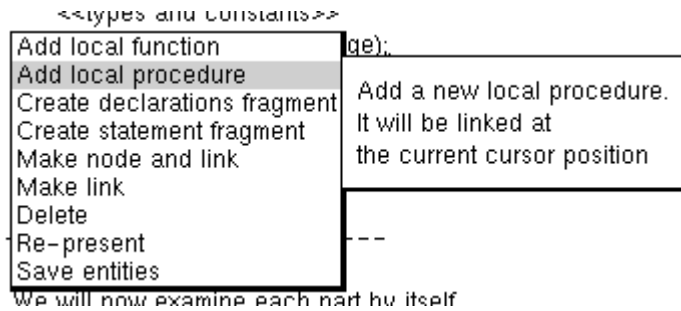 <<types and constants>>
Add local function
ge);
Add local procedure
Create declarations fragment
Create statement fragment
Make node and link
Make link
Delete
Re-present
Save entities
Add a new local procedure.
It will be linked at
the current cursor position
We will now examine each part by itself